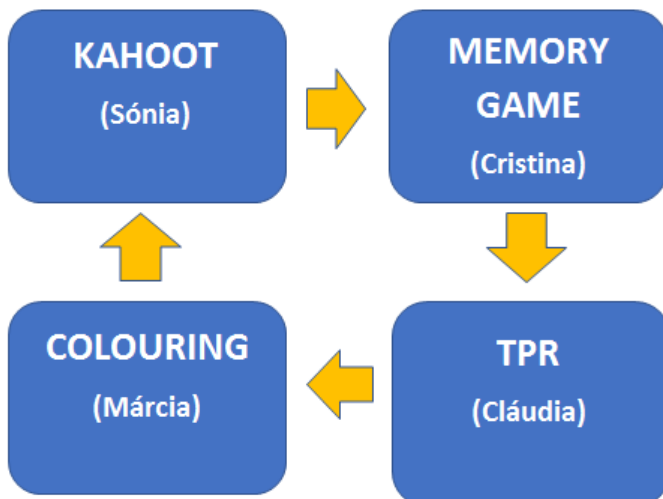 KAHOOT
(Sónia)
MEMORY
GAME
(Cristina)
COLOURING
(Márcia)
TPR
(Cláudia)